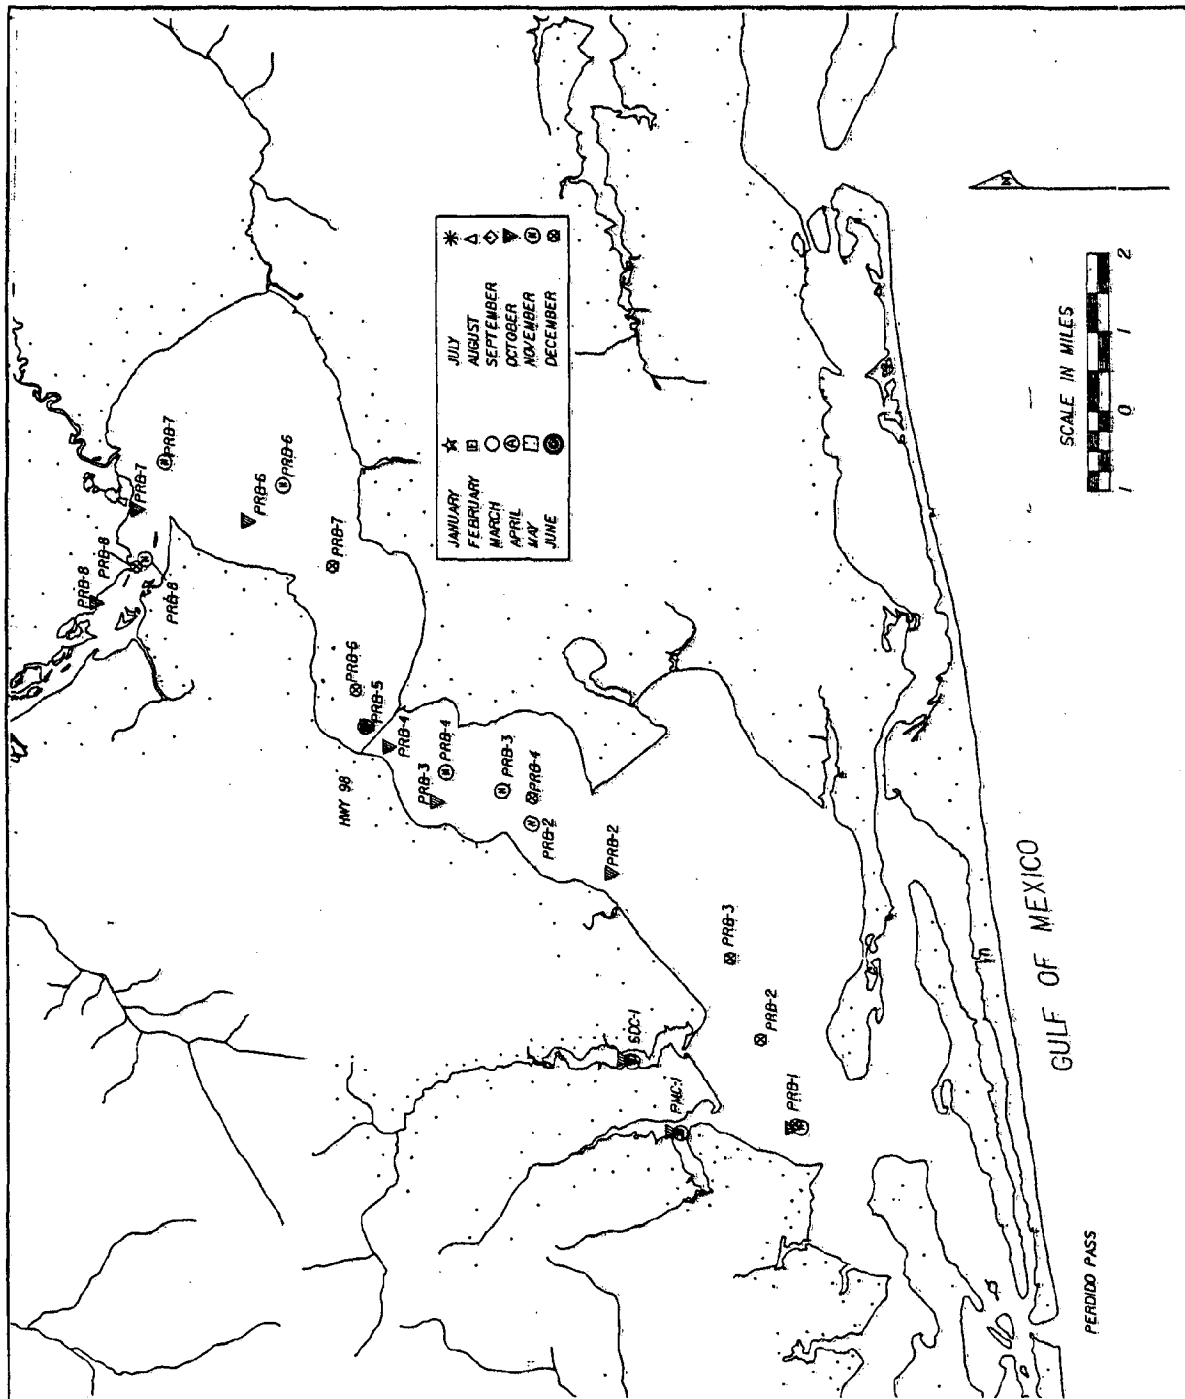 PRB-8
PRB-8
PRB-8
PRB-7
PRB-7
PRB-6
PRB-6
PRB-7
PRB-6
PRB-5
PRB-4
HWY 98
PRB-3
PRB-4
PRB-3
PRB-4
PRB-2
PRB-2
PRB-3
PRB-2
SDC-1
PMC-1
PRB-1
JANUARY JULY
FEBRUARY AUGUST
MARCH SEPTEMBER
APRIL OCTOBER
MAY NOVEMBER
JUNE DECEMBER
N
SCALE IN MILES
1 0 1 2
GULF OF MEXICO
PERDIDO PASS